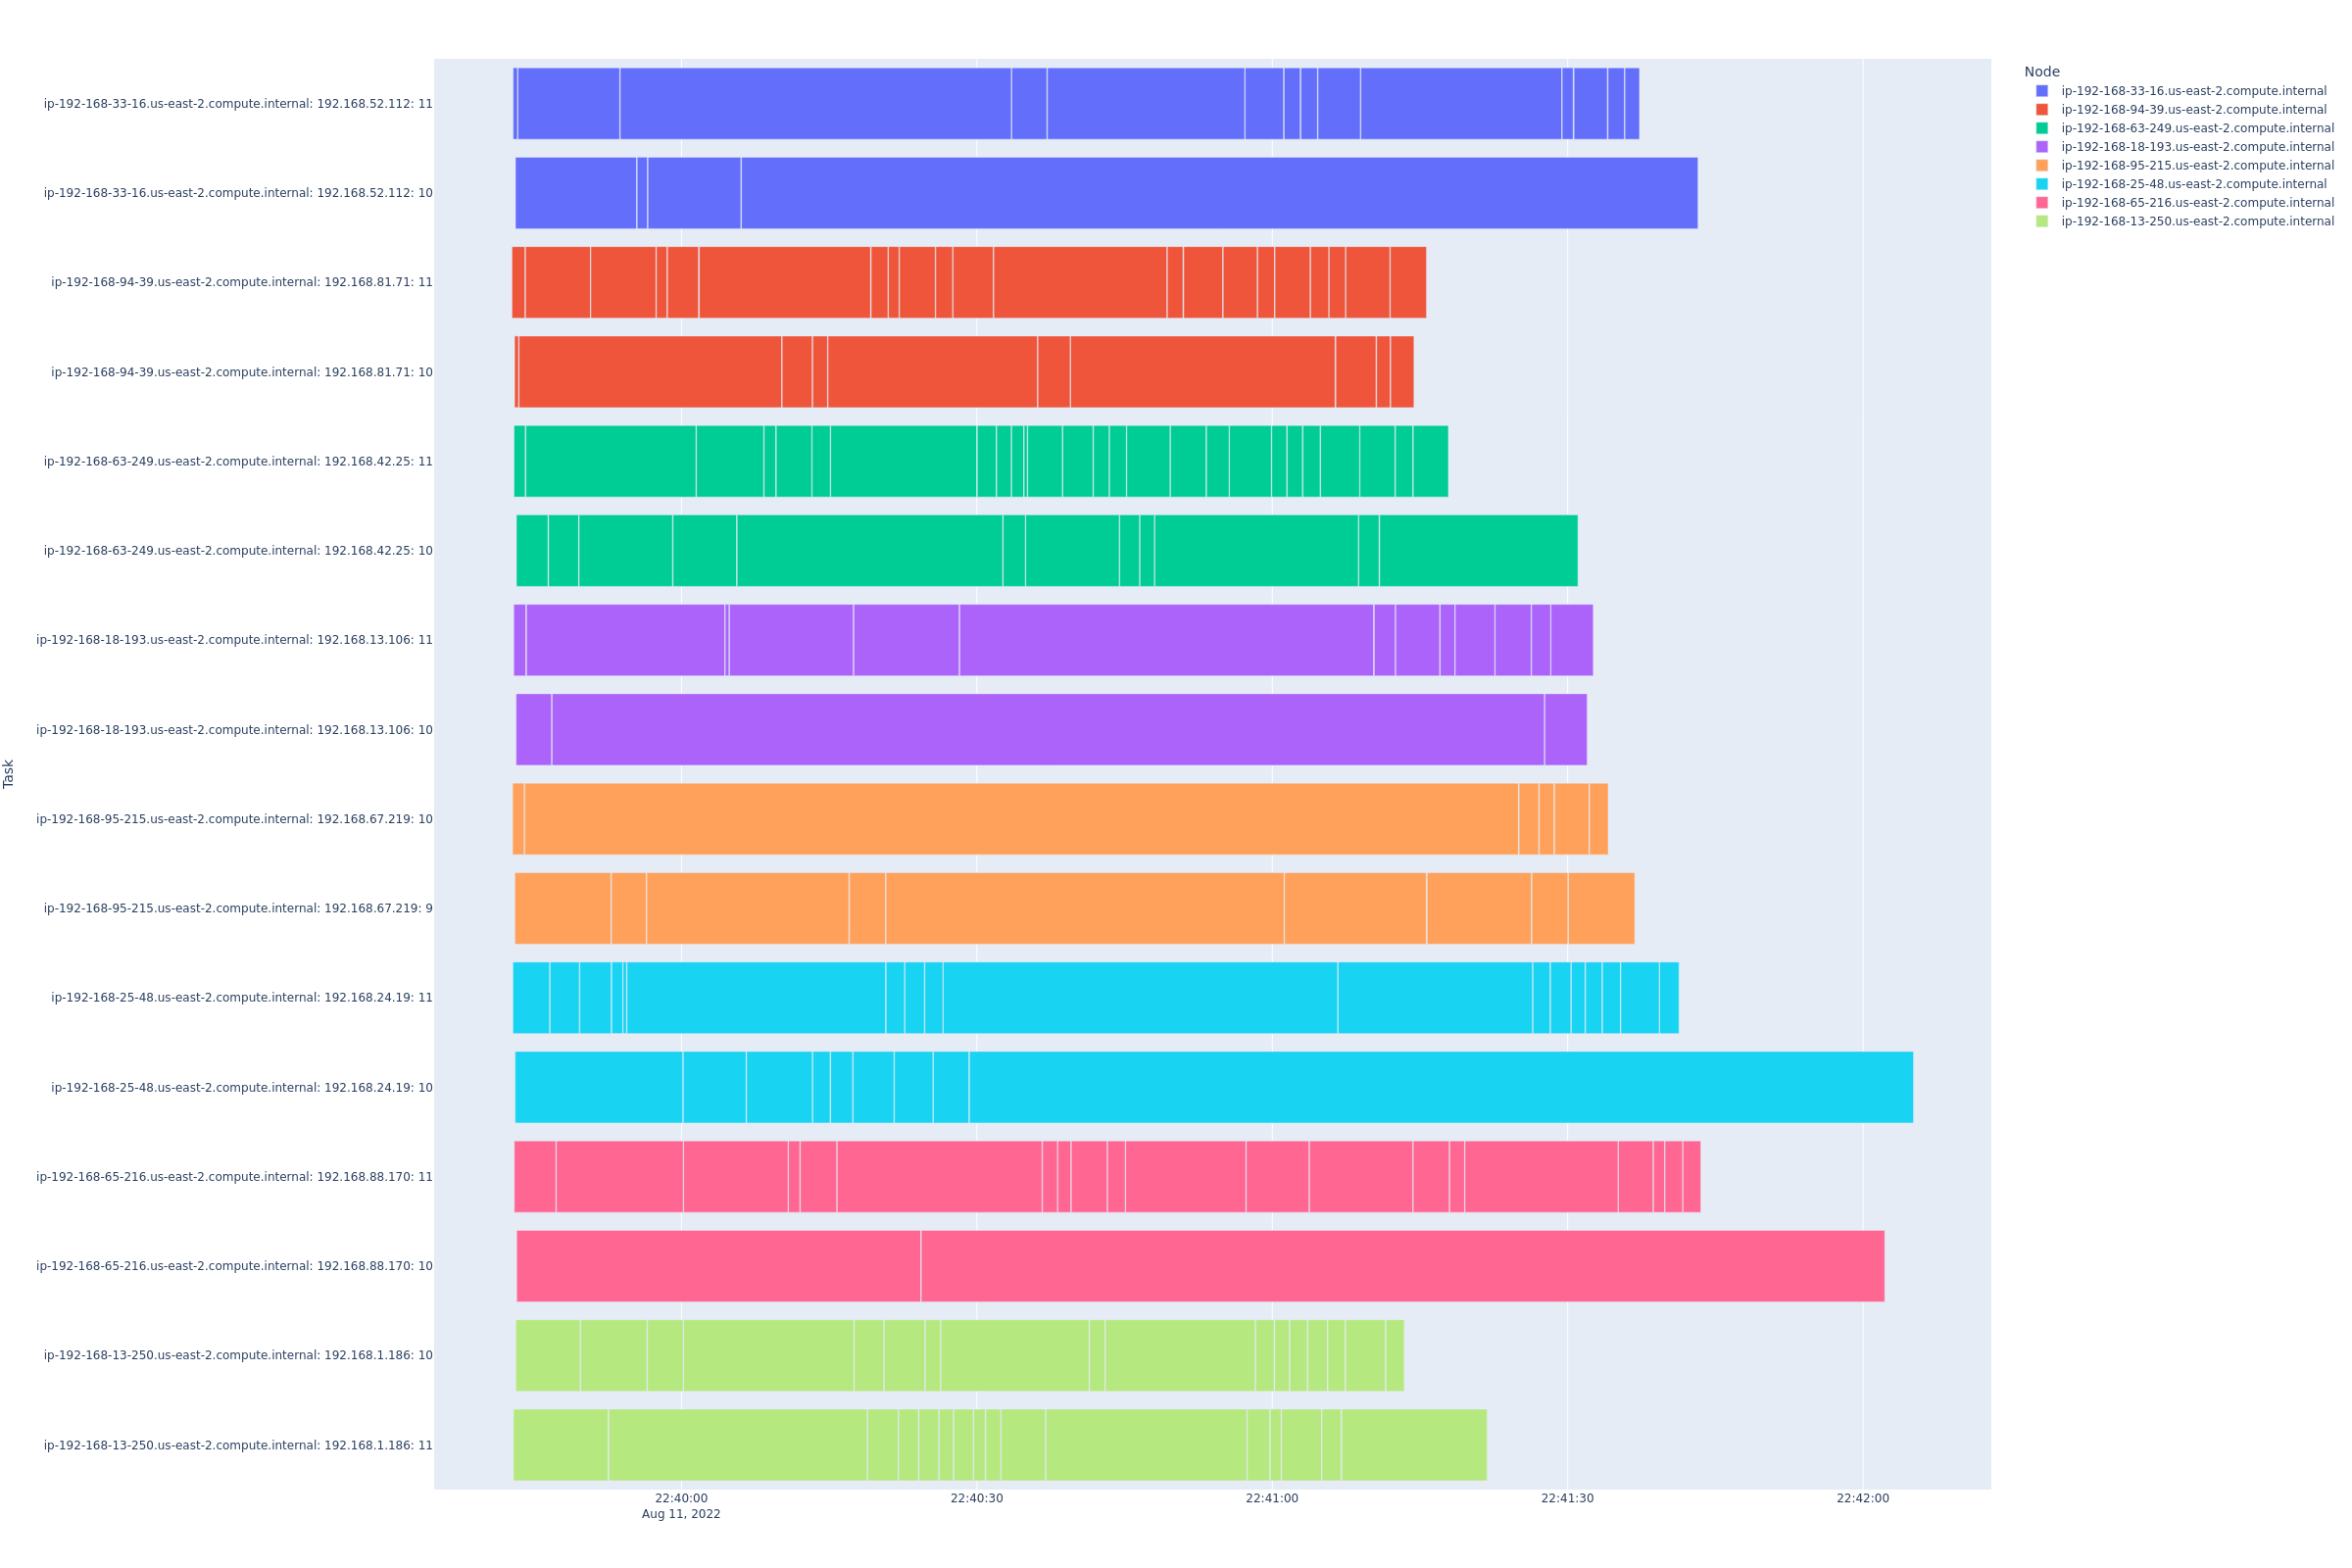 Node
ip-192-168-33-16.us-east-2.compute.internal
ip-192-168-94-39.us-east-2.compute.internal
ip-192-168-63-249.us-east-2.compute.internal
ip-192-168-18-193.us-east-2.compute.internal
ip-192-168-95-215.us-east-2.compute.internal
ip-192-168-25-48.us-east-2.compute.internal
ip-192-168-65-216.us-east-2.compute.internal
ip-192-168-13-250.us-east-2.compute.internal
Task
ip-192-168-33-16.us-east-2.compute.internal: 192.168.52.112: 11
ip-192-168-33-16.us-east-2.compute.internal: 192.168.52.112: 10
ip-192-168-94-39.us-east-2.compute.internal: 192.168.81.71: 11
ip-192-168-94-39.us-east-2.compute.internal: 192.168.81.71: 10
ip-192-168-63-249.us-east-2.compute.internal: 192.168.42.25: 11
ip-192-168-63-249.us-east-2.compute.internal: 192.168.42.25: 10
ip-192-168-18-193.us-east-2.compute.internal: 192.168.13.106: 11
ip-192-168-18-193.us-east-2.compute.internal: 192.168.13.106: 10
ip-192-168-95-215.us-east-2.compute.internal: 192.168.67.219: 10
ip-192-168-95-215.us-east-2.compute.internal: 192.168.67.219: 9
ip-192-168-25-48.us-east-2.compute.internal: 192.168.24.19: 11
ip-192-168-25-48.us-east-2.compute.internal: 192.168.24.19: 10
ip-192-168-65-216.us-east-2.compute.internal: 192.168.88.170: 11
ip-192-168-65-216.us-east-2.compute.internal: 192.168.88.170: 10
ip-192-168-13-250.us-east-2.compute.internal: 192.168.1.186: 10
ip-192-168-13-250.us-east-2.compute.internal: 192.168.1.186: 11
22:40:00 22:40:30 22:41:00 22:41:30 22:42:00
Aug 11, 2022